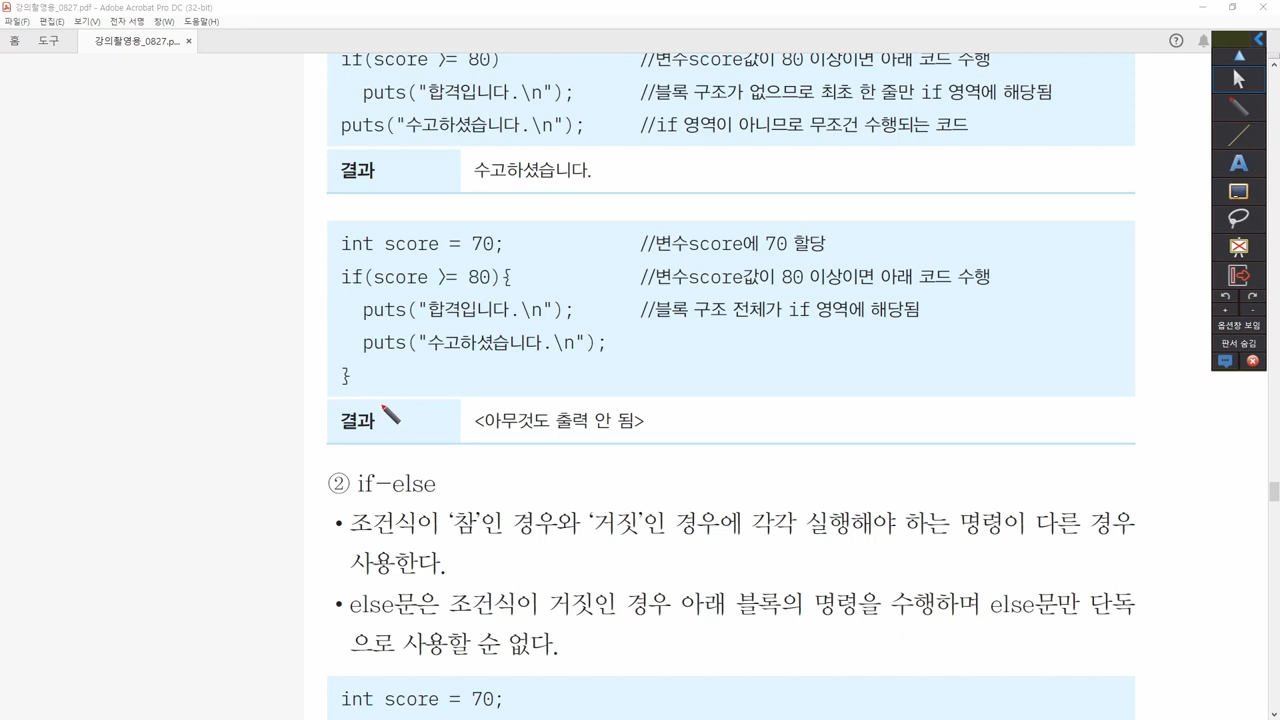 강의촬영용_0827.pdf - Adobe Acrobat Pro DC (32-bit)
파일(F) 편집(E) 보기(V) 전자 서명 창(W) 도움말(H)
홈 도구 강의촬영용_0827.p... ×
if(score >= 80) //변수score값이 80 이상이면 아래 코드 수행
puts("합격입니다.\n"); //블록 구조가 없으므로 최초 한 줄만 if 영역에 해당됨
puts("수고하셨습니다.\n"); //if 영역이 아니므로 무조건 수행되는 코드
결과 수고하셨습니다.
int score = 70; //변수score에 70 할당
if(score >= 80){ //변수score값이 80 이상이면 아래 코드 수행
puts("합격입니다.\n"); //블록 구조 전체가 if 영역에 해당됨
puts("수고하셨습니다.\n");
}
결과 <아무것도 출력 안 됨>
② if-else
• 조건식이 ‘참’인 경우와 ‘거짓’인 경우에 각각 실행해야 하는 명령이 다른 경우
사용한다.
• else문은 조건식이 거짓인 경우 아래 블록의 명령을 수행하며 else문만 단독
으로 사용할 순 없다.
int score = 70;
A
+ -
옵션창 보임
판서 숨김